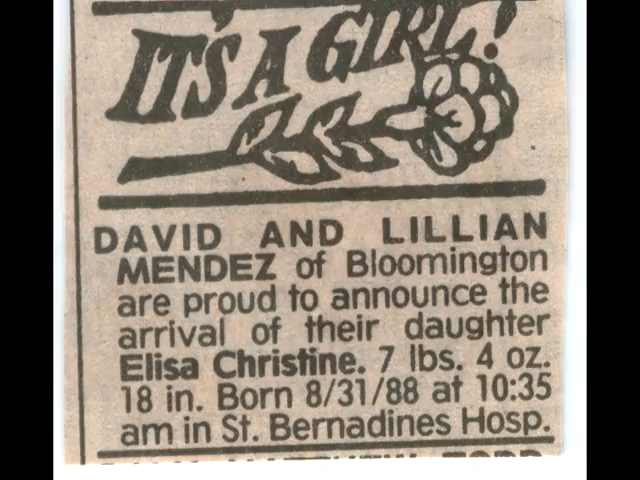 IT'S A GIRL!
DAVID AND LILLIAN
MENDEZ of Bloomington
are proud to announce the
arrival of their daughter
Elisa Christine. 7 lbs. 4 oz.
18 in. Born 8/31/88 at 10:35
am in St. Bernadines Hosp.